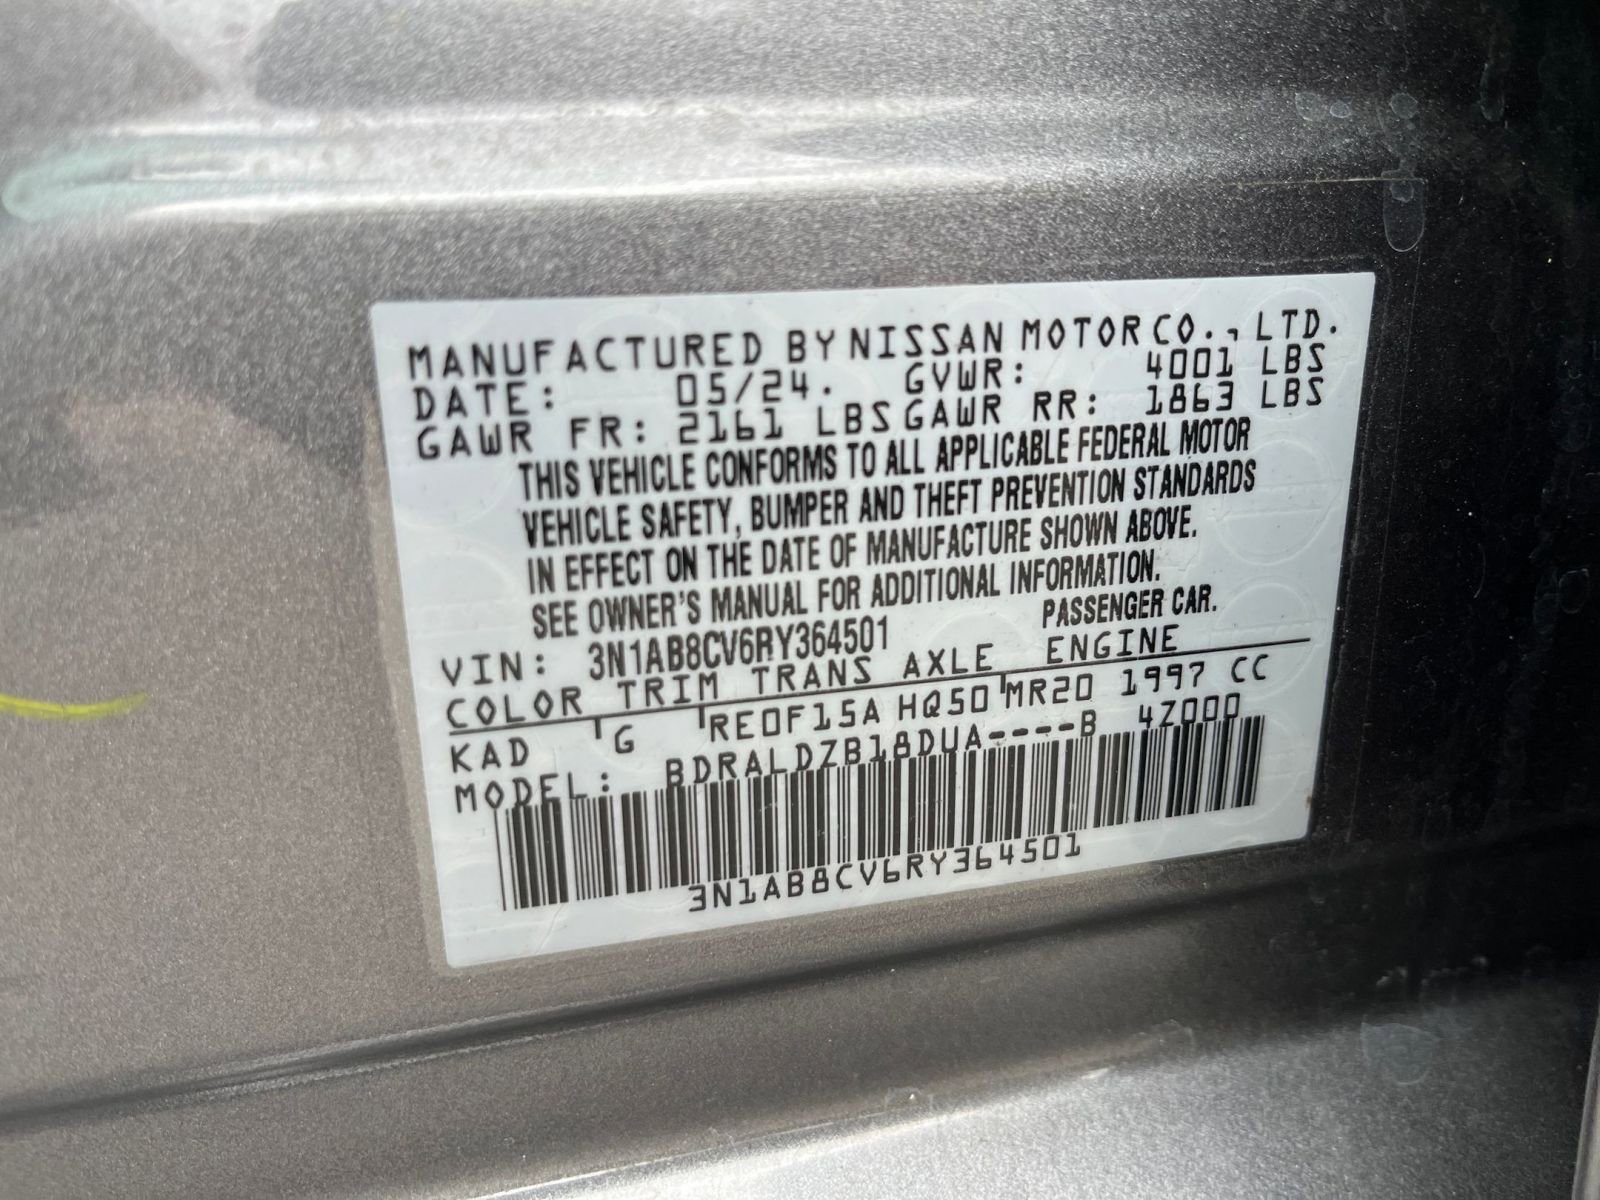 MANUFACTURED BY NISSAN MOTOR CO., LTD.
DATE: 05/24. GVWR: 4001 LBS
GAWR FR: 2161 LBS GAWR RR: 1863 LBS
THIS VEHICLE CONFORMS TO ALL APPLICABLE FEDERAL MOTOR
VEHICLE SAFETY, BUMPER AND THEFT PREVENTION STANDARDS
IN EFFECT ON THE DATE OF MANUFACTURE SHOWN ABOVE.
SEE OWNER'S MANUAL FOR ADDITIONAL INFORMATION.
VIN: 3N1AB8CV6RY364501 PASSENGER CAR.
COLOR TRIM TRANS AXLE ENGINE
KAD G RE0F15A HQ50 MR20 1997 CC
MODEL: BDRALDZB18DUA----B 4Z000
3N1AB8CV6RY364501